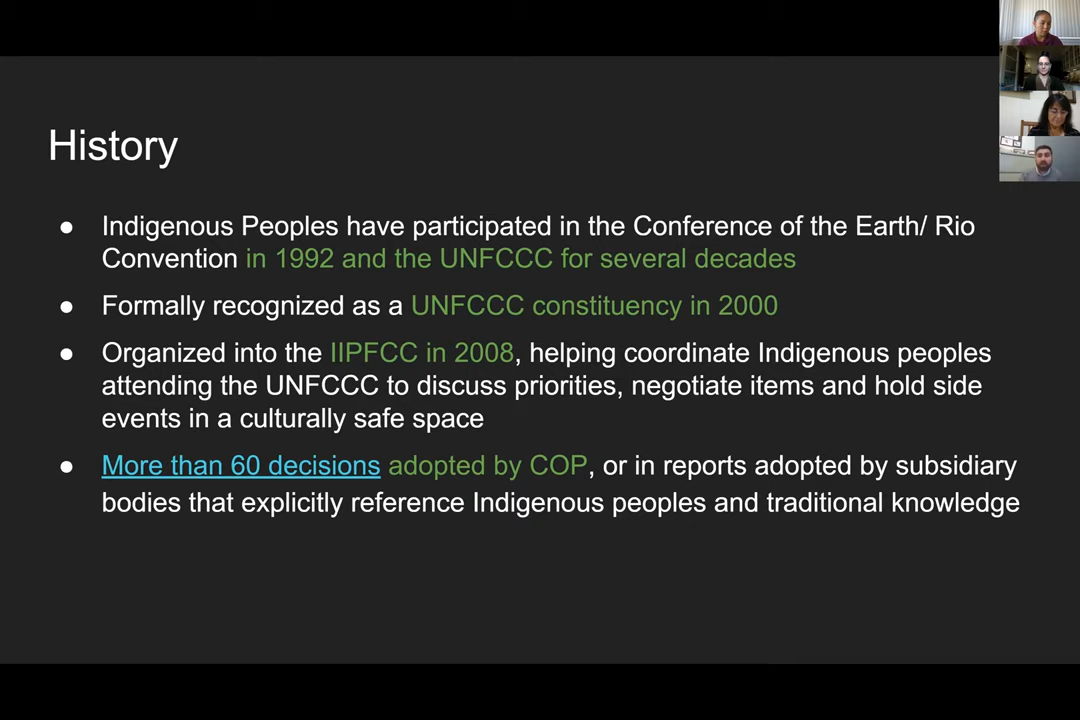 History
● Indigenous Peoples have participated in the Conference of the Earth/ Rio
Convention in 1992 and the UNFCCC for several decades
● Formally recognized as a UNFCCC constituency in 2000
● Organized into the IIPFCC in 2008, helping coordinate Indigenous peoples
attending the UNFCCC to discuss priorities, negotiate items and hold side
events in a culturally safe space
● More than 60 decisions adopted by COP, or in reports adopted by subsidiary
bodies that explicitly reference Indigenous peoples and traditional knowledge